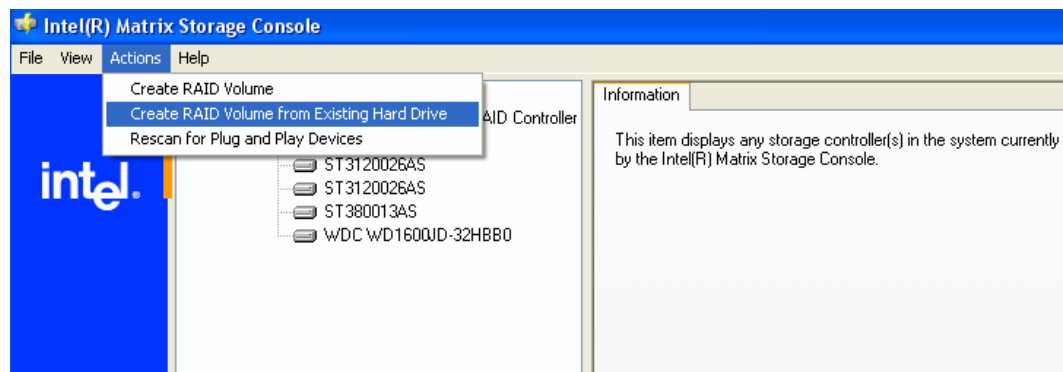 Intel(R) Matrix Storage Console
File View Actions Help
Create RAID Volume
Create RAID Volume from Existing Hard Drive
Rescan for Plug and Play Devices
AID Controller
ST3120026AS
ST3120026AS
ST380013AS
WDC WD1600JD-32HBB0
intel.
Information
This item displays any storage controller(s) in the system currently
by the Intel(R) Matrix Storage Console.